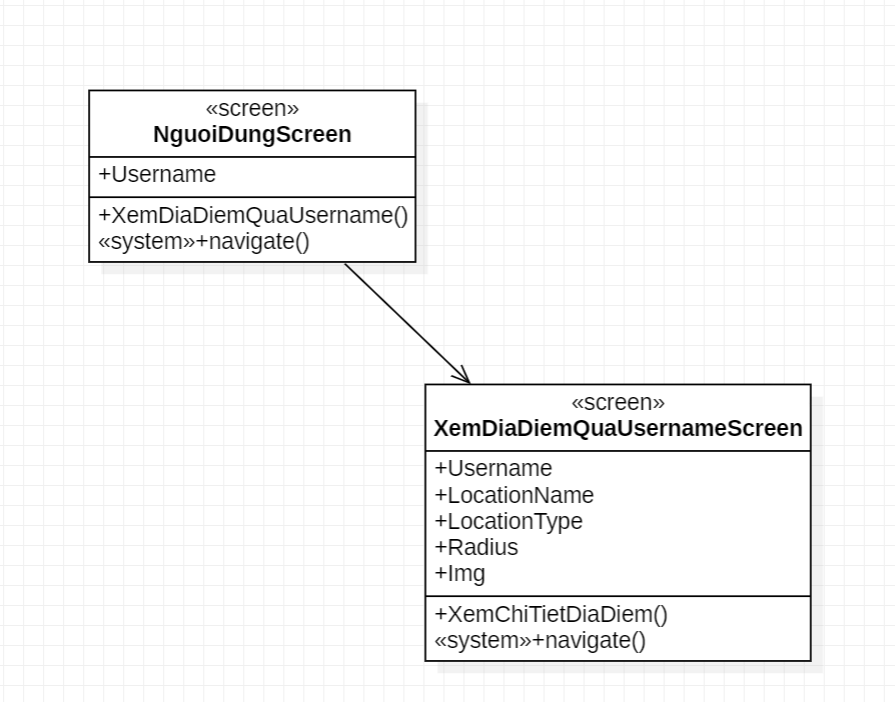 «screen»
NguoiDungScreen
+Username
+XemDiaDiemQuaUsername()
«system»+navigate()
«screen»
XemDiaDiemQuaUsernameScreen
+Username
+LocationName
+LocationType
+Radius
+Img
+XemChiTietDiaDiem()
«system»+navigate()